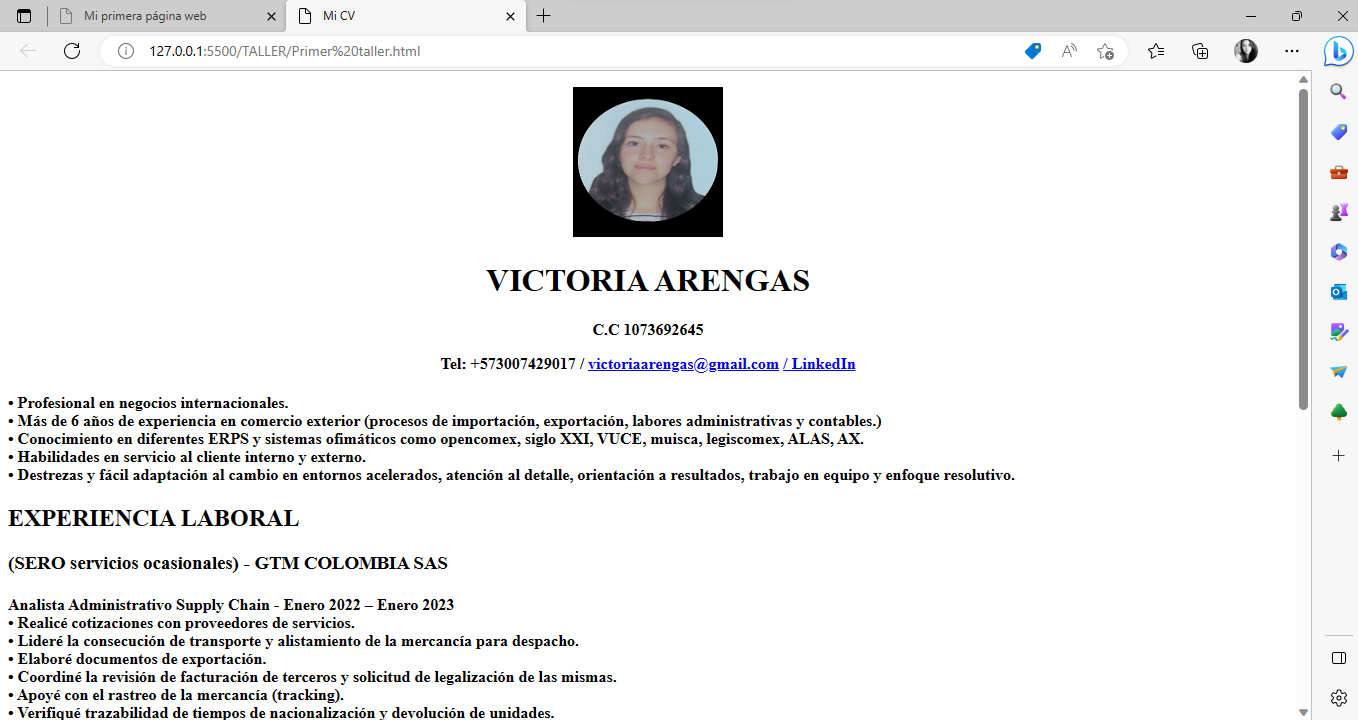 Mi primera página web
Mi CV
127.0.0.1:5500/TALLER/Primer%20taller.html
VICTORIA ARENGAS
C.C 1073692645
Tel: +573007429017 / victoriaarengas@gmail.com / LinkedIn
• Profesional en negocios internacionales.
• Más de 6 años de experiencia en comercio exterior (procesos de importación, exportación, labores administrativas y contables.)
• Conocimiento en diferentes ERPS y sistemas ofimáticos como opencomex, siglo XXI, VUCE, muisca, legiscomex, ALAS, AX.
• Habilidades en servicio al cliente interno y externo.
• Destrezas y fácil adaptación al cambio en entornos acelerados, atención al detalle, orientación a resultados, trabajo en equipo y enfoque resolutivo.
EXPERIENCIA LABORAL
(SERO servicios ocasionales) - GTM COLOMBIA SAS
Analista Administrativo Supply Chain - Enero 2022 – Enero 2023
• Realicé cotizaciones con proveedores de servicios.
• Lideré la consecución de transporte y alistamiento de la mercancía para despacho.
• Elaboré documentos de exportación.
• Coordiné la revisión de facturación de terceros y solicitud de legalización de las mismas.
• Apoyé con el rastreo de la mercancía (tracking).
• Verifiqué trazabilidad de tiempos de nacionalización y devolución de unidades.